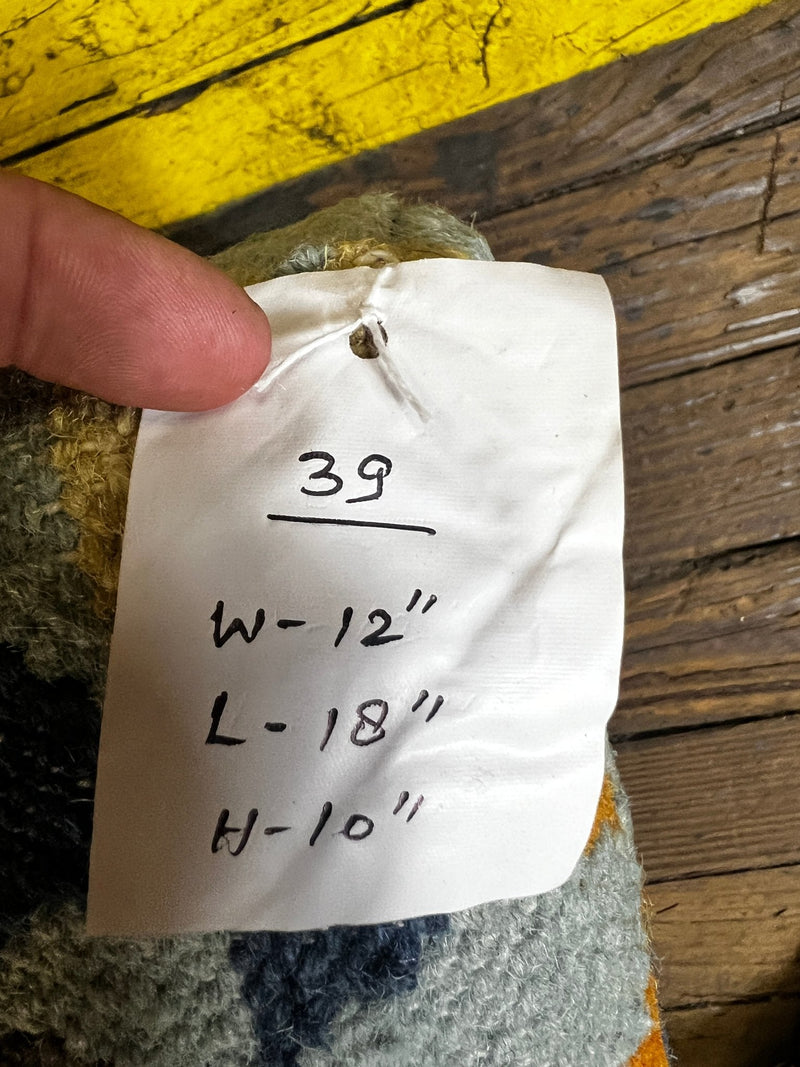 39
W- 12"
L- 18"
H- 10"